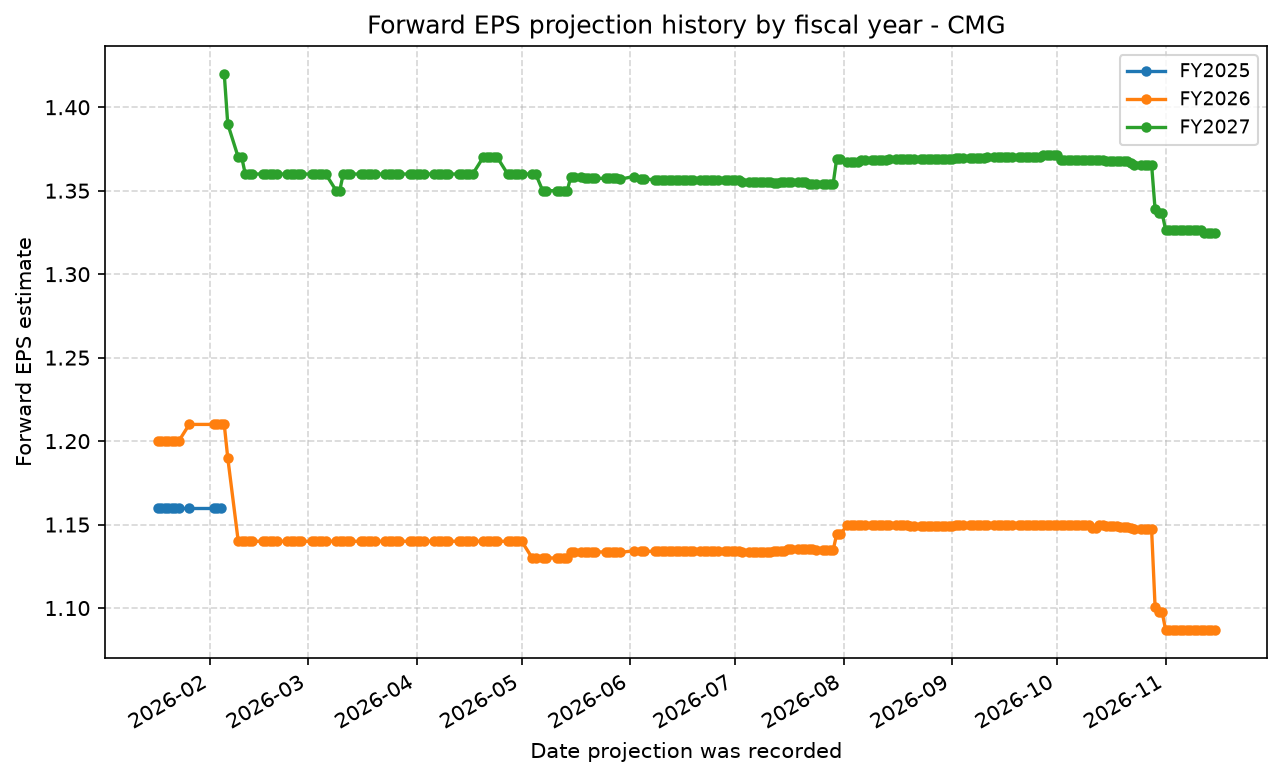 Forward EPS projection history by fiscal year - CMG
FY2025
FY2026
FY2027
Forward EPS estimate
1.40
1.35
1.30
1.25
1.20
1.15
1.10
2026-02
2026-03
2026-04
2026-05
2026-06
2026-07
2026-08
2026-09
2026-10
2026-11
Date projection was recorded